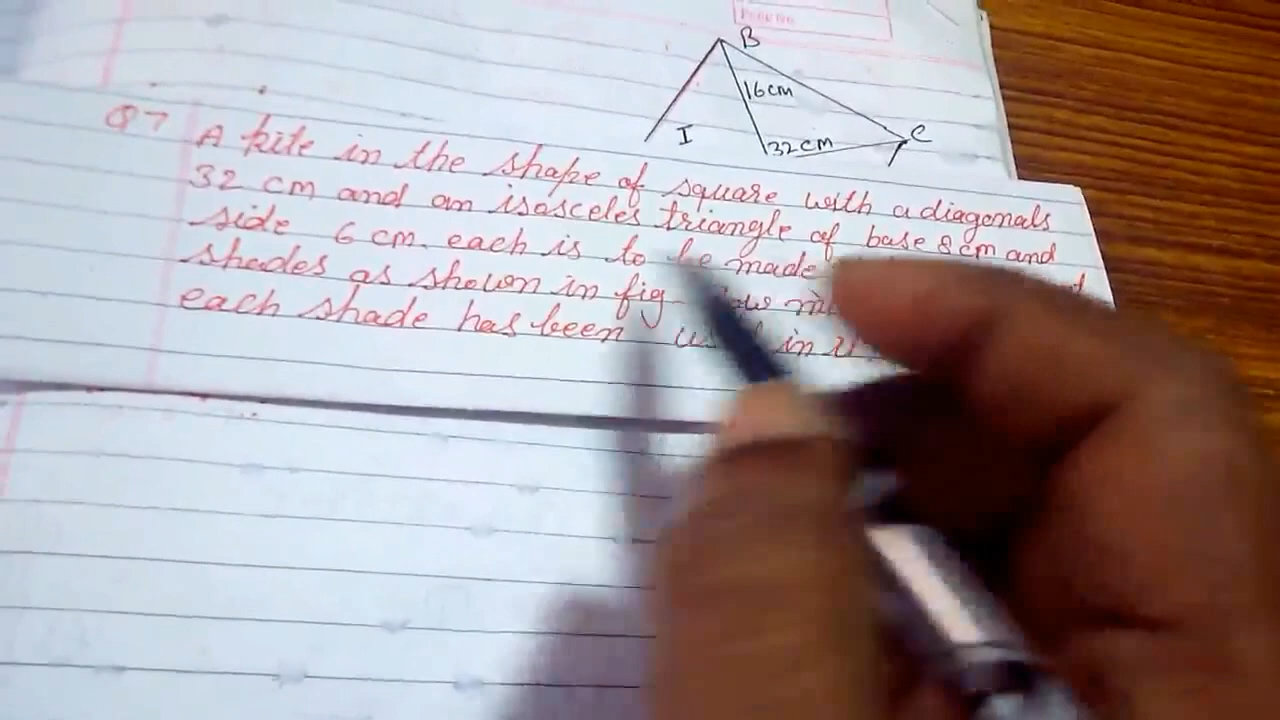 B
16cm
I
32cm
C
Q7 A kite in the shape of square with a diagonals
32 cm and an isosceles triangle of base 8cm and
side 6 cm each is to be made
shades as shown in fig
each shade has been in